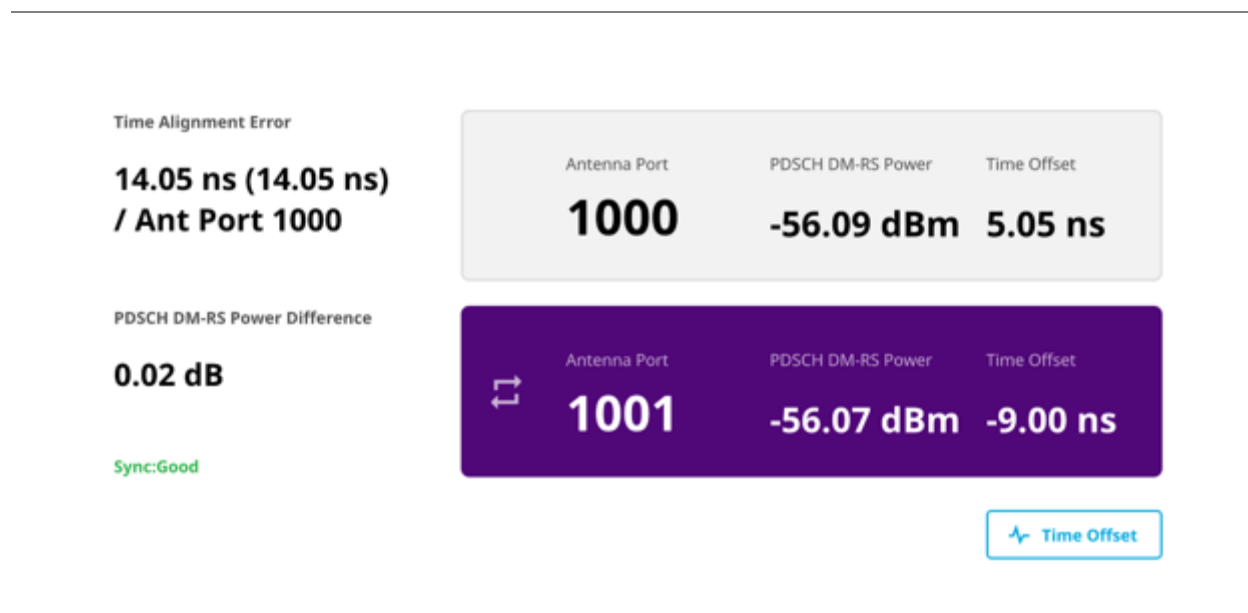 Time Alignment Error
14.05 ns (14.05 ns)
/ Ant Port 1000
Antenna Port PDSCH DM-RS Power Time Offset
1000 -56.09 dBm 5.05 ns
PDSCH DM-RS Power Difference
0.02 dB
Sync:Good
Antenna Port PDSCH DM-RS Power Time Offset
1001 -56.07 dBm -9.00 ns
Time Offset